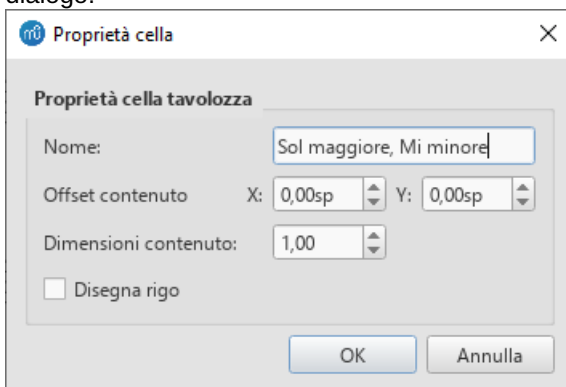 dialogo.
Proprietà cella
Proprietà cella tavolozza
Nome: Sol maggiore, Mi minore
Offset contenuto X: 0,00sp Y: 0,00sp
Dimensioni contenuto: 1,00
Disegna rigo
OK Annulla